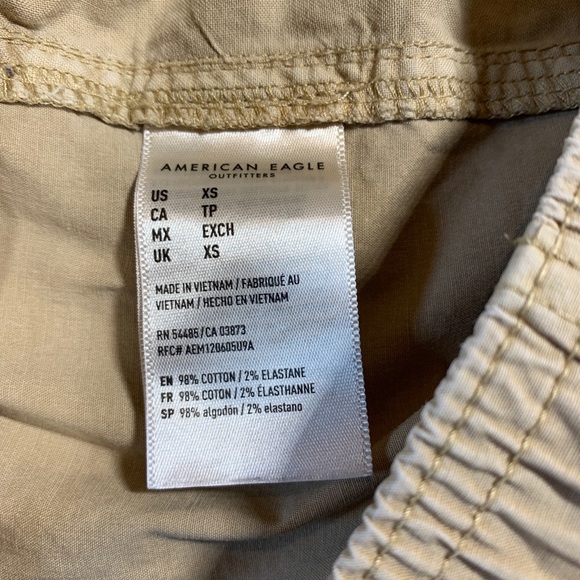 AMERICAN EAGLE
OUTFITTERS
US XS
CA TP
MX EXCH
UK XS
MADE IN VIETNAM / FABRIQUÉ AU
VIETNAM / HECHO EN VIETNAM
RN 54485/CA 03873
RFC# AEM120605U9A
EN 98% COTTON / 2% ELASTANE
FR 98% COTON / 2% ÉLASTHANNE
SP 98% algodón / 2% elastano